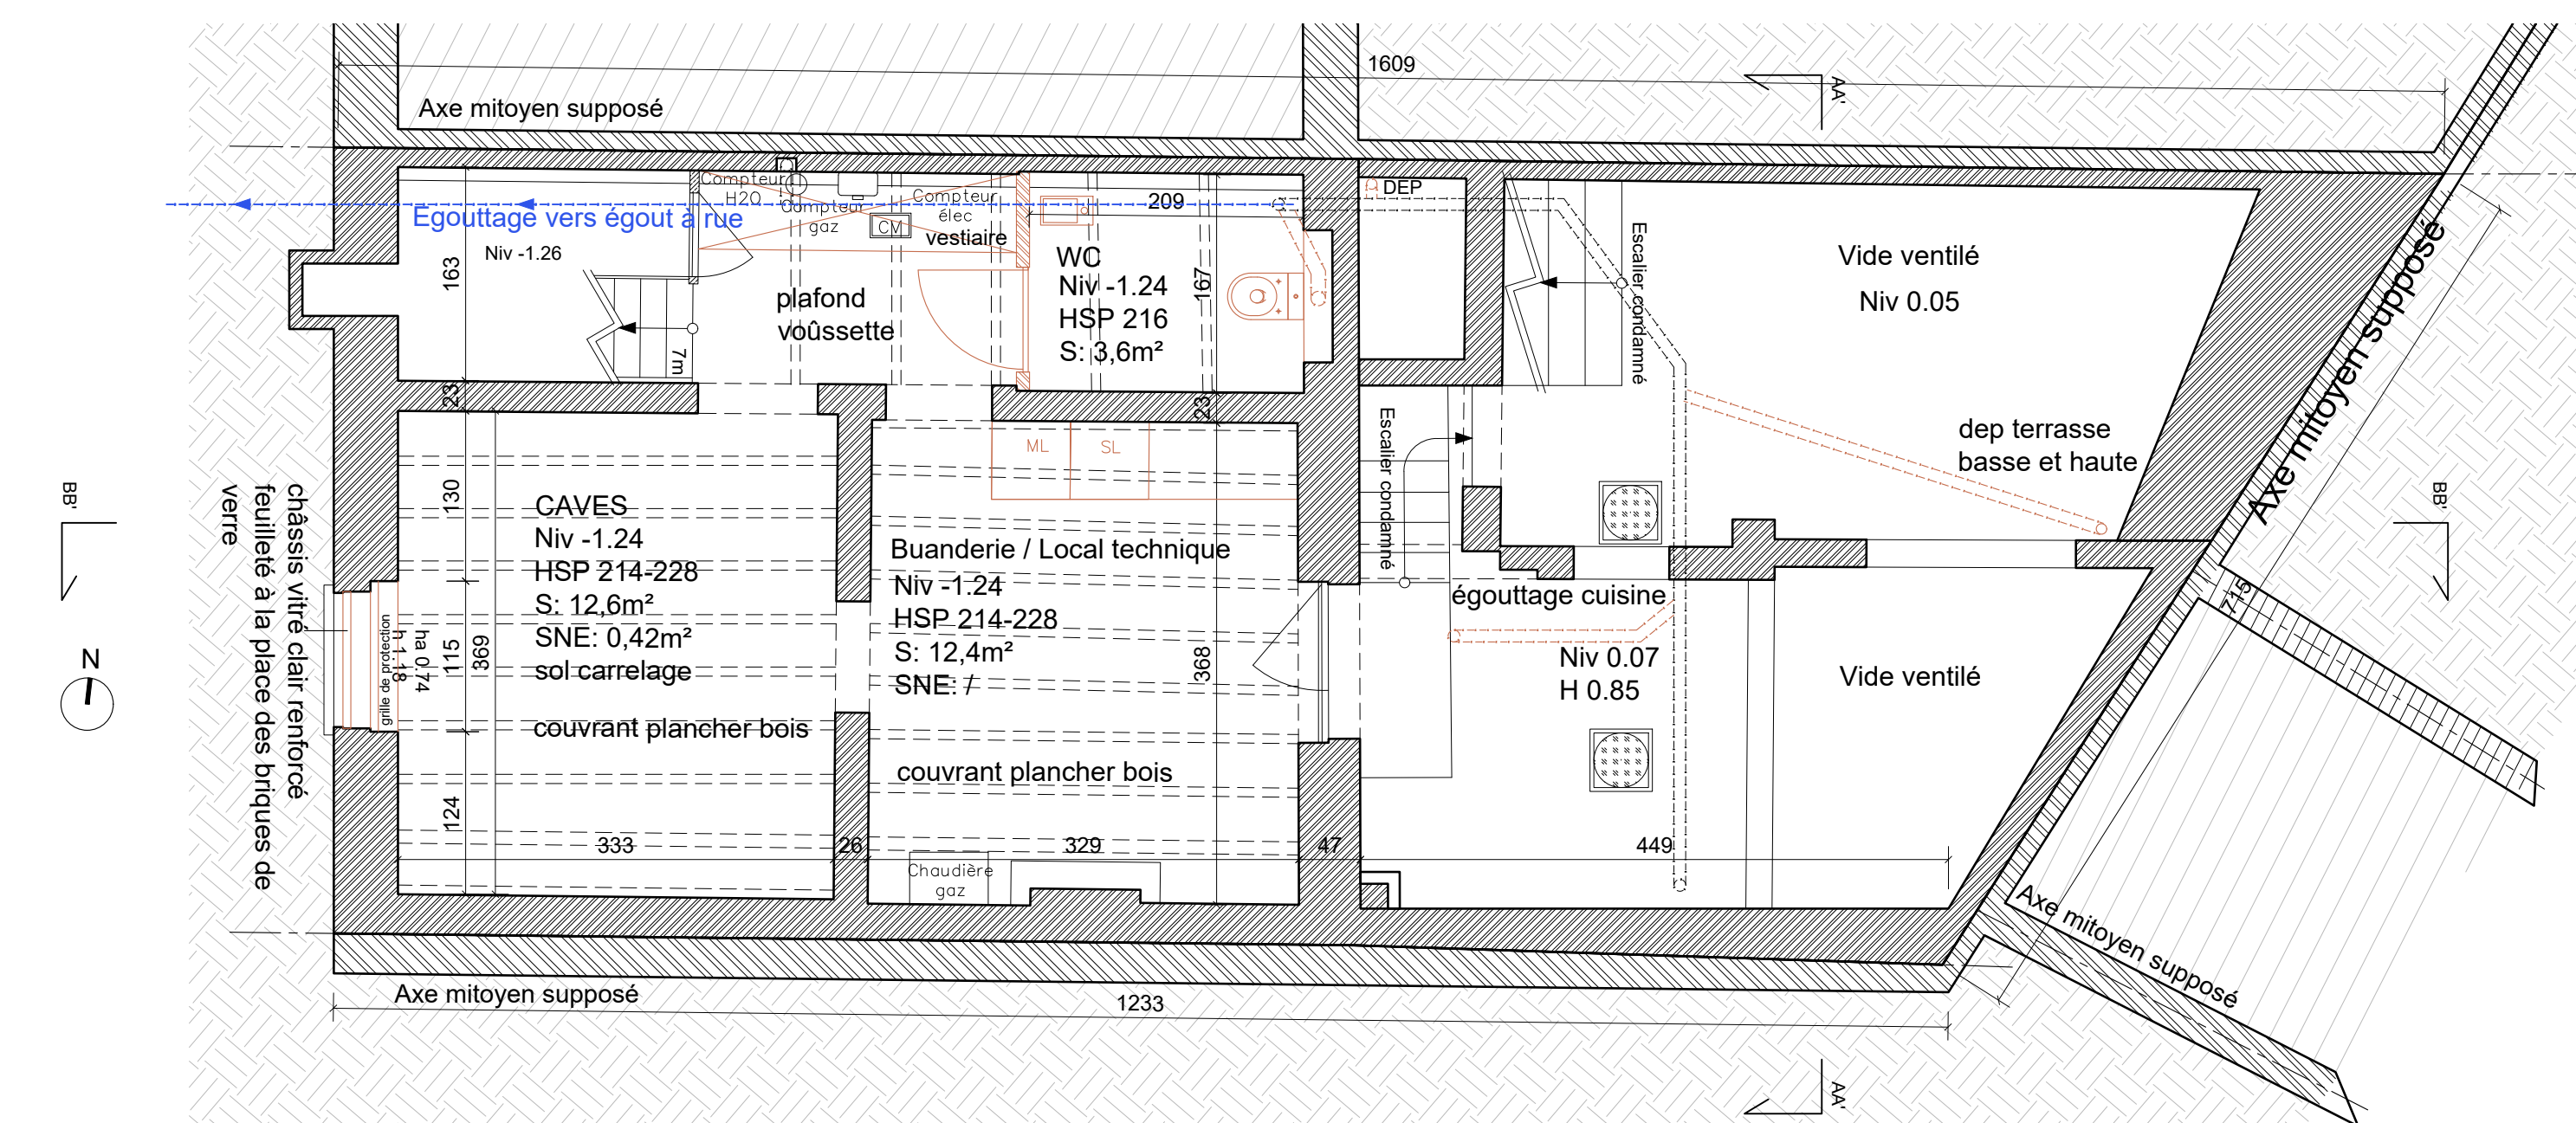 1609
AA'
Axe mitoyen supposé
Compteur
H2O
Compteur
gaz
CV
Compteur
élec
vestiaire
209
DEP
Egouttage vers égout à rue
Niv -1.26
163
7m
plafond
voûssette
WC
Niv -1.24
HSP 216
S: 3,6m²
167
Escalier condamné
Vide ventilé
Niv 0.05
Axe mitoyen supposé
23
23
ML
SL
Escalier condamné
dep terrasse
basse et haute
BB'
BB'
châssis vitré clair renforcé
feuilleté à la place des briques de
verre
130
CAVES
Niv -1.24
HSP 214-228
S: 12,6m²
SNE: 0,42m²
sol carrelage
couvrant plancher bois
Buanderie / Local technique
Niv -1.24
HSP 214-228
S: 12,4m²
SNE: /
couvrant plancher bois
égouttage cuisine
Niv 0.07
H 0.85
Vide ventilé
715
N
grille de protection
h 1.18
ha 0.74
115
369
368
124
333
26
329
47
449
Chaudière
gaz
Axe mitoyen supposé
Axe mitoyen supposé
1233
AA'